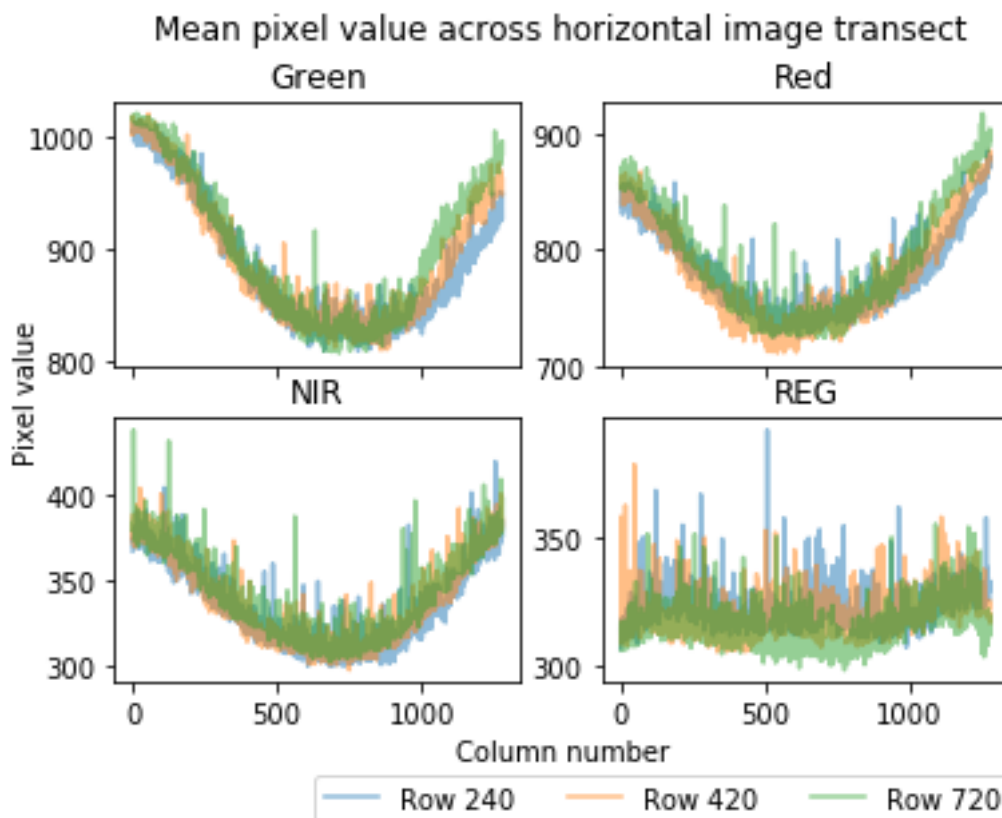 Mean pixel value across horizontal image transect
Green
Red
1000
900
800
900
800
700
Pixel value
NIR
REG
400
350
300
350
300
0
500
1000
0
500
1000
Column number
Row 240
Row 420
Row 720